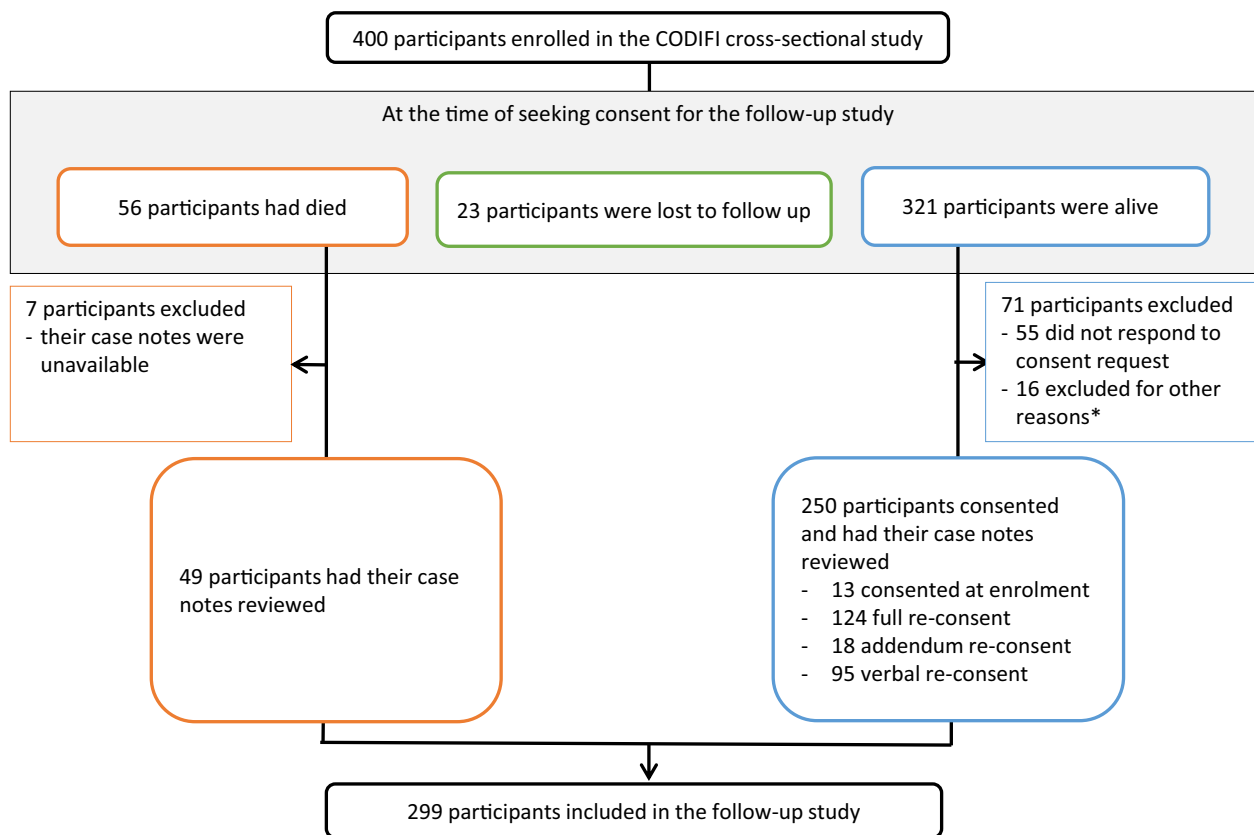 400 participants enrolled in the CODIFI cross-sectional study
At the time of seeking consent for the follow-up study
56 participants had died
23 participants were lost to follow up
321 participants were alive
7 participants excluded
- their case notes were
unavailable
71 participants excluded
- 55 did not respond to
consent request
- 16 excluded for other
reasons*
49 participants had their case
notes reviewed
250 participants consented
and had their case notes
reviewed
- 13 consented at enrolment
- 124 full re-consent
- 18 addendum re-consent
- 95 verbal re-consent
299 participants included in the follow-up study